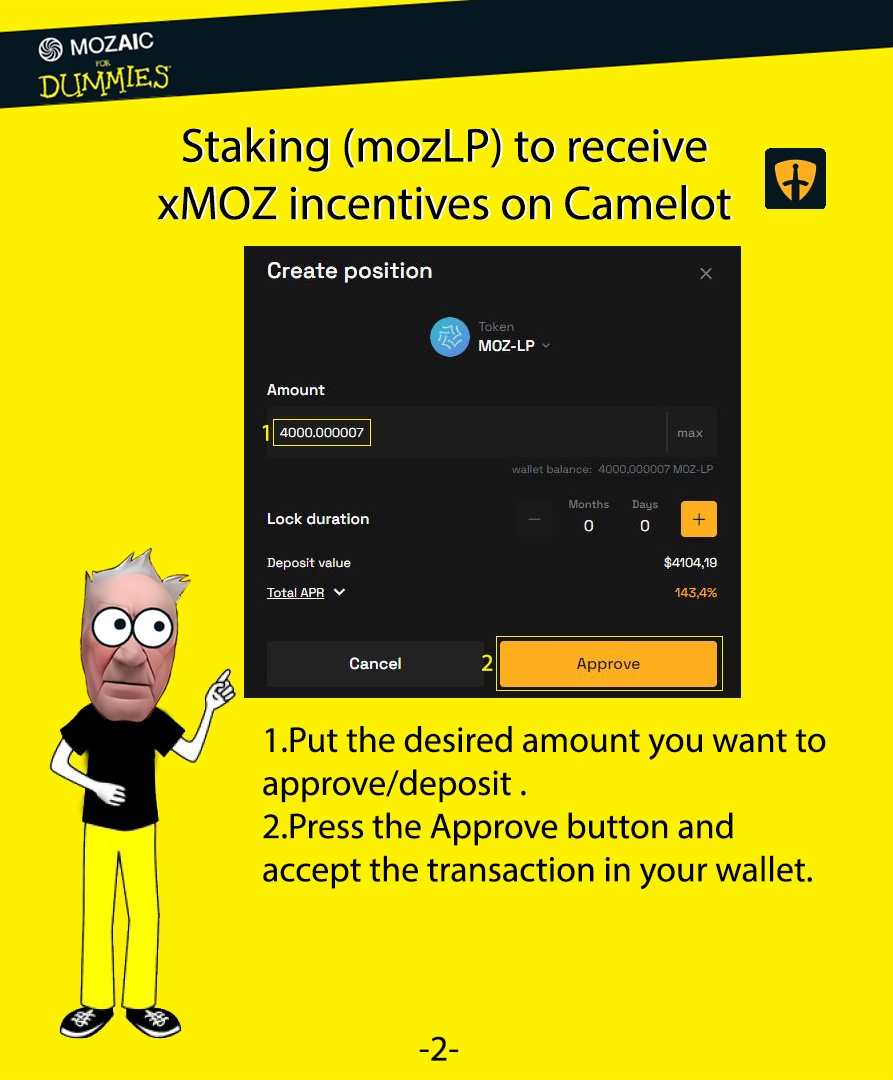 MOZAIC
FOR
DUMMIES
Staking (mozLP) to receive
xMOZ incentives on Camelot
Create position
Token
MOZ-LP
Amount
1 4000.000007 max
wallet balance: 4000,000007 MOZ-LP
Months Days
Lock duration − 0 0 +
Deposit value $4104,19
Total APR 143,4%
Cancel 2 Approve
1.Put the desired amount you want to
approve/deposit .
2.Press the Approve button and
accept the transaction in your wallet.
-2-